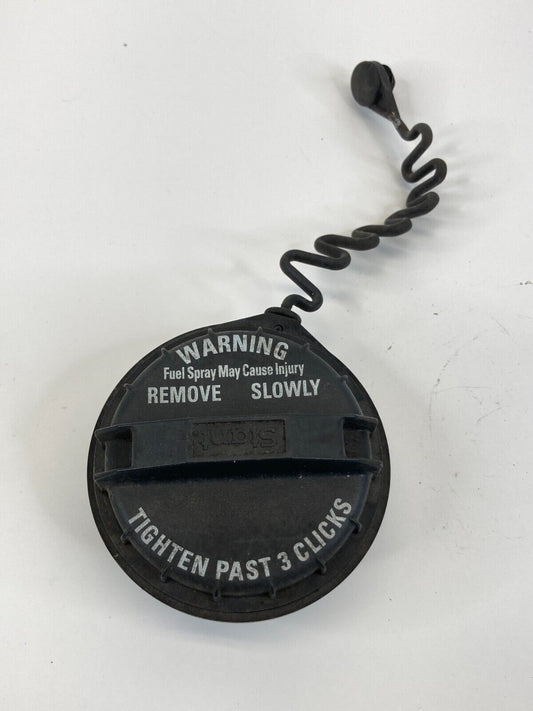 WARNING
Fuel Spray May Cause Injury
REMOVE SLOWLY
Stant
TIGHTEN PAST 3 CLICKS